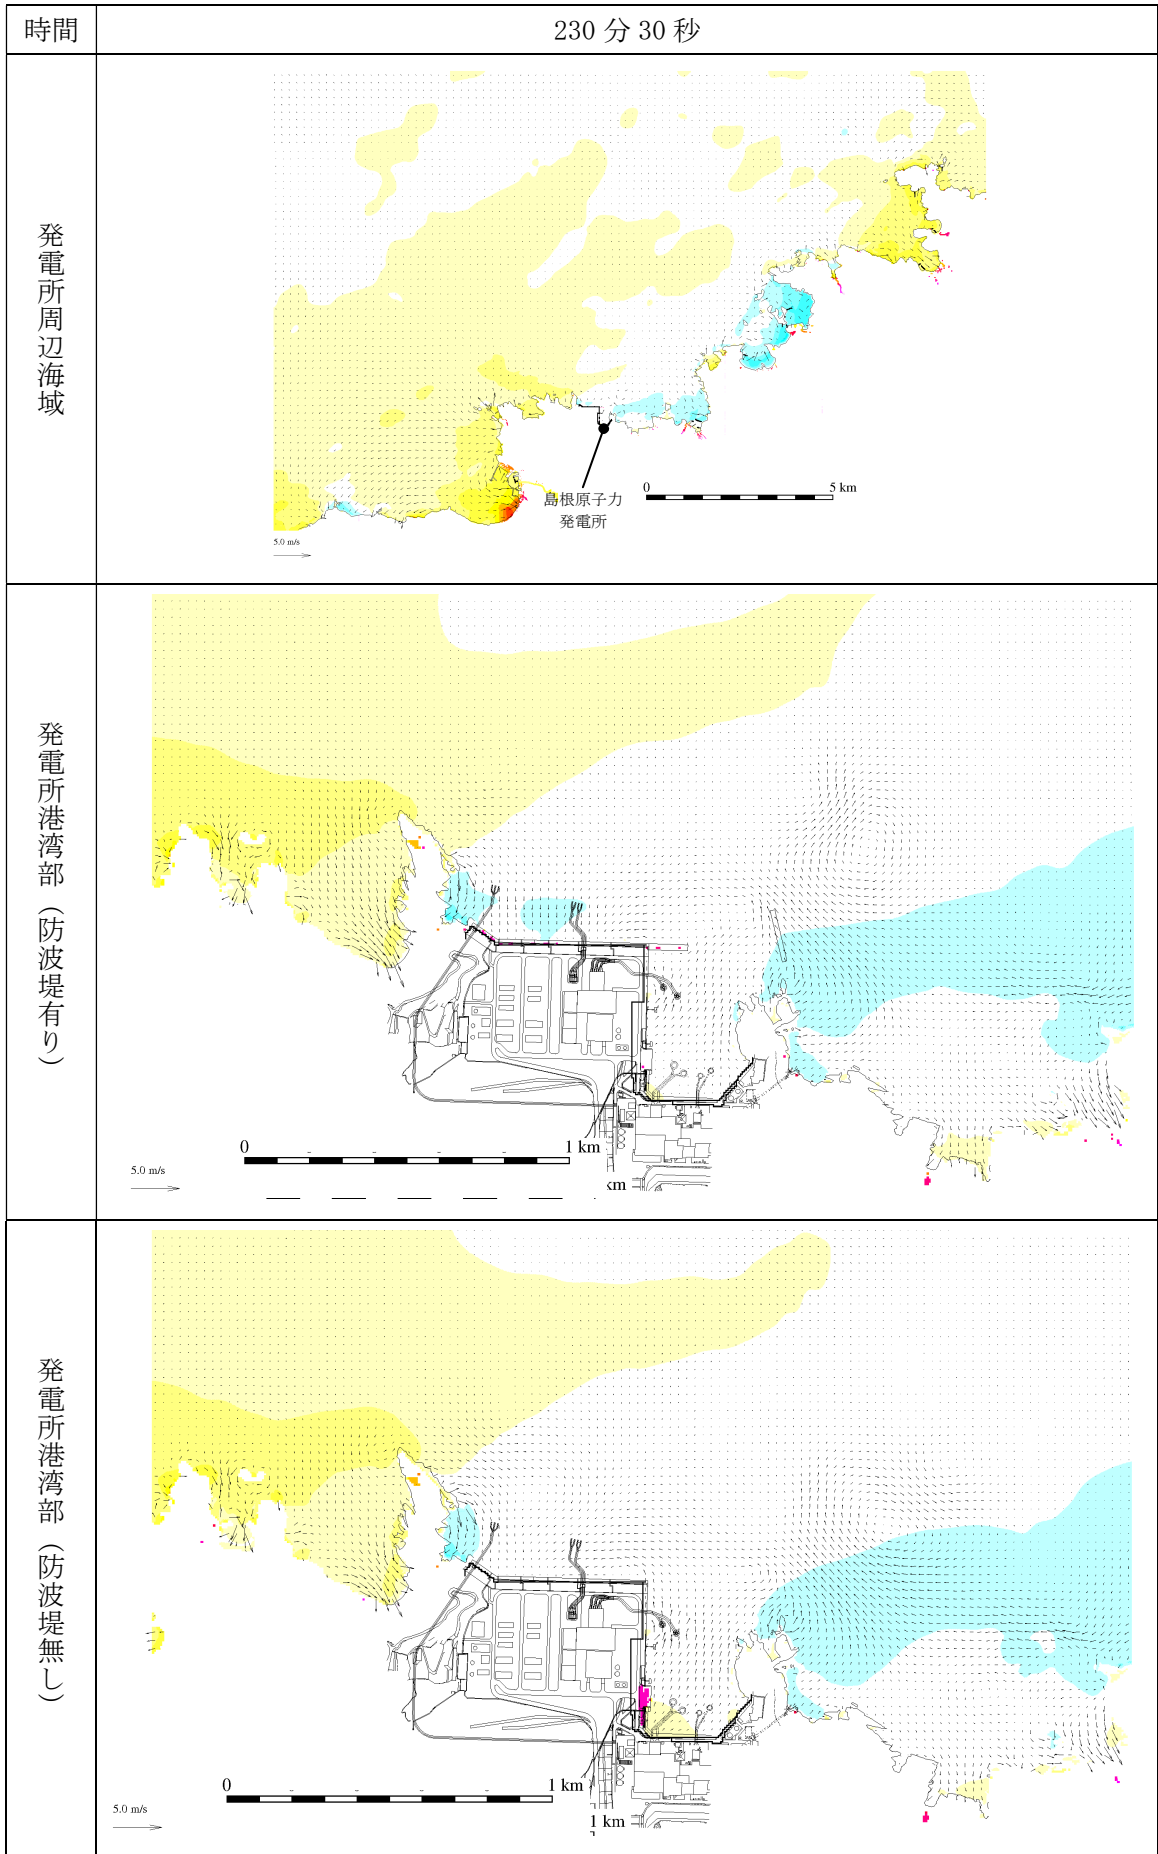 時間
230 分 30 秒
発電所周辺海域
島根原子力
発電所
0
5 km
5.0 m/s
発電所港湾部（防波堤有り）
0
1 km
km
5.0 m/s
発電所港湾部（防波堤無し）
0
1 km
1 km
5.0 m/s